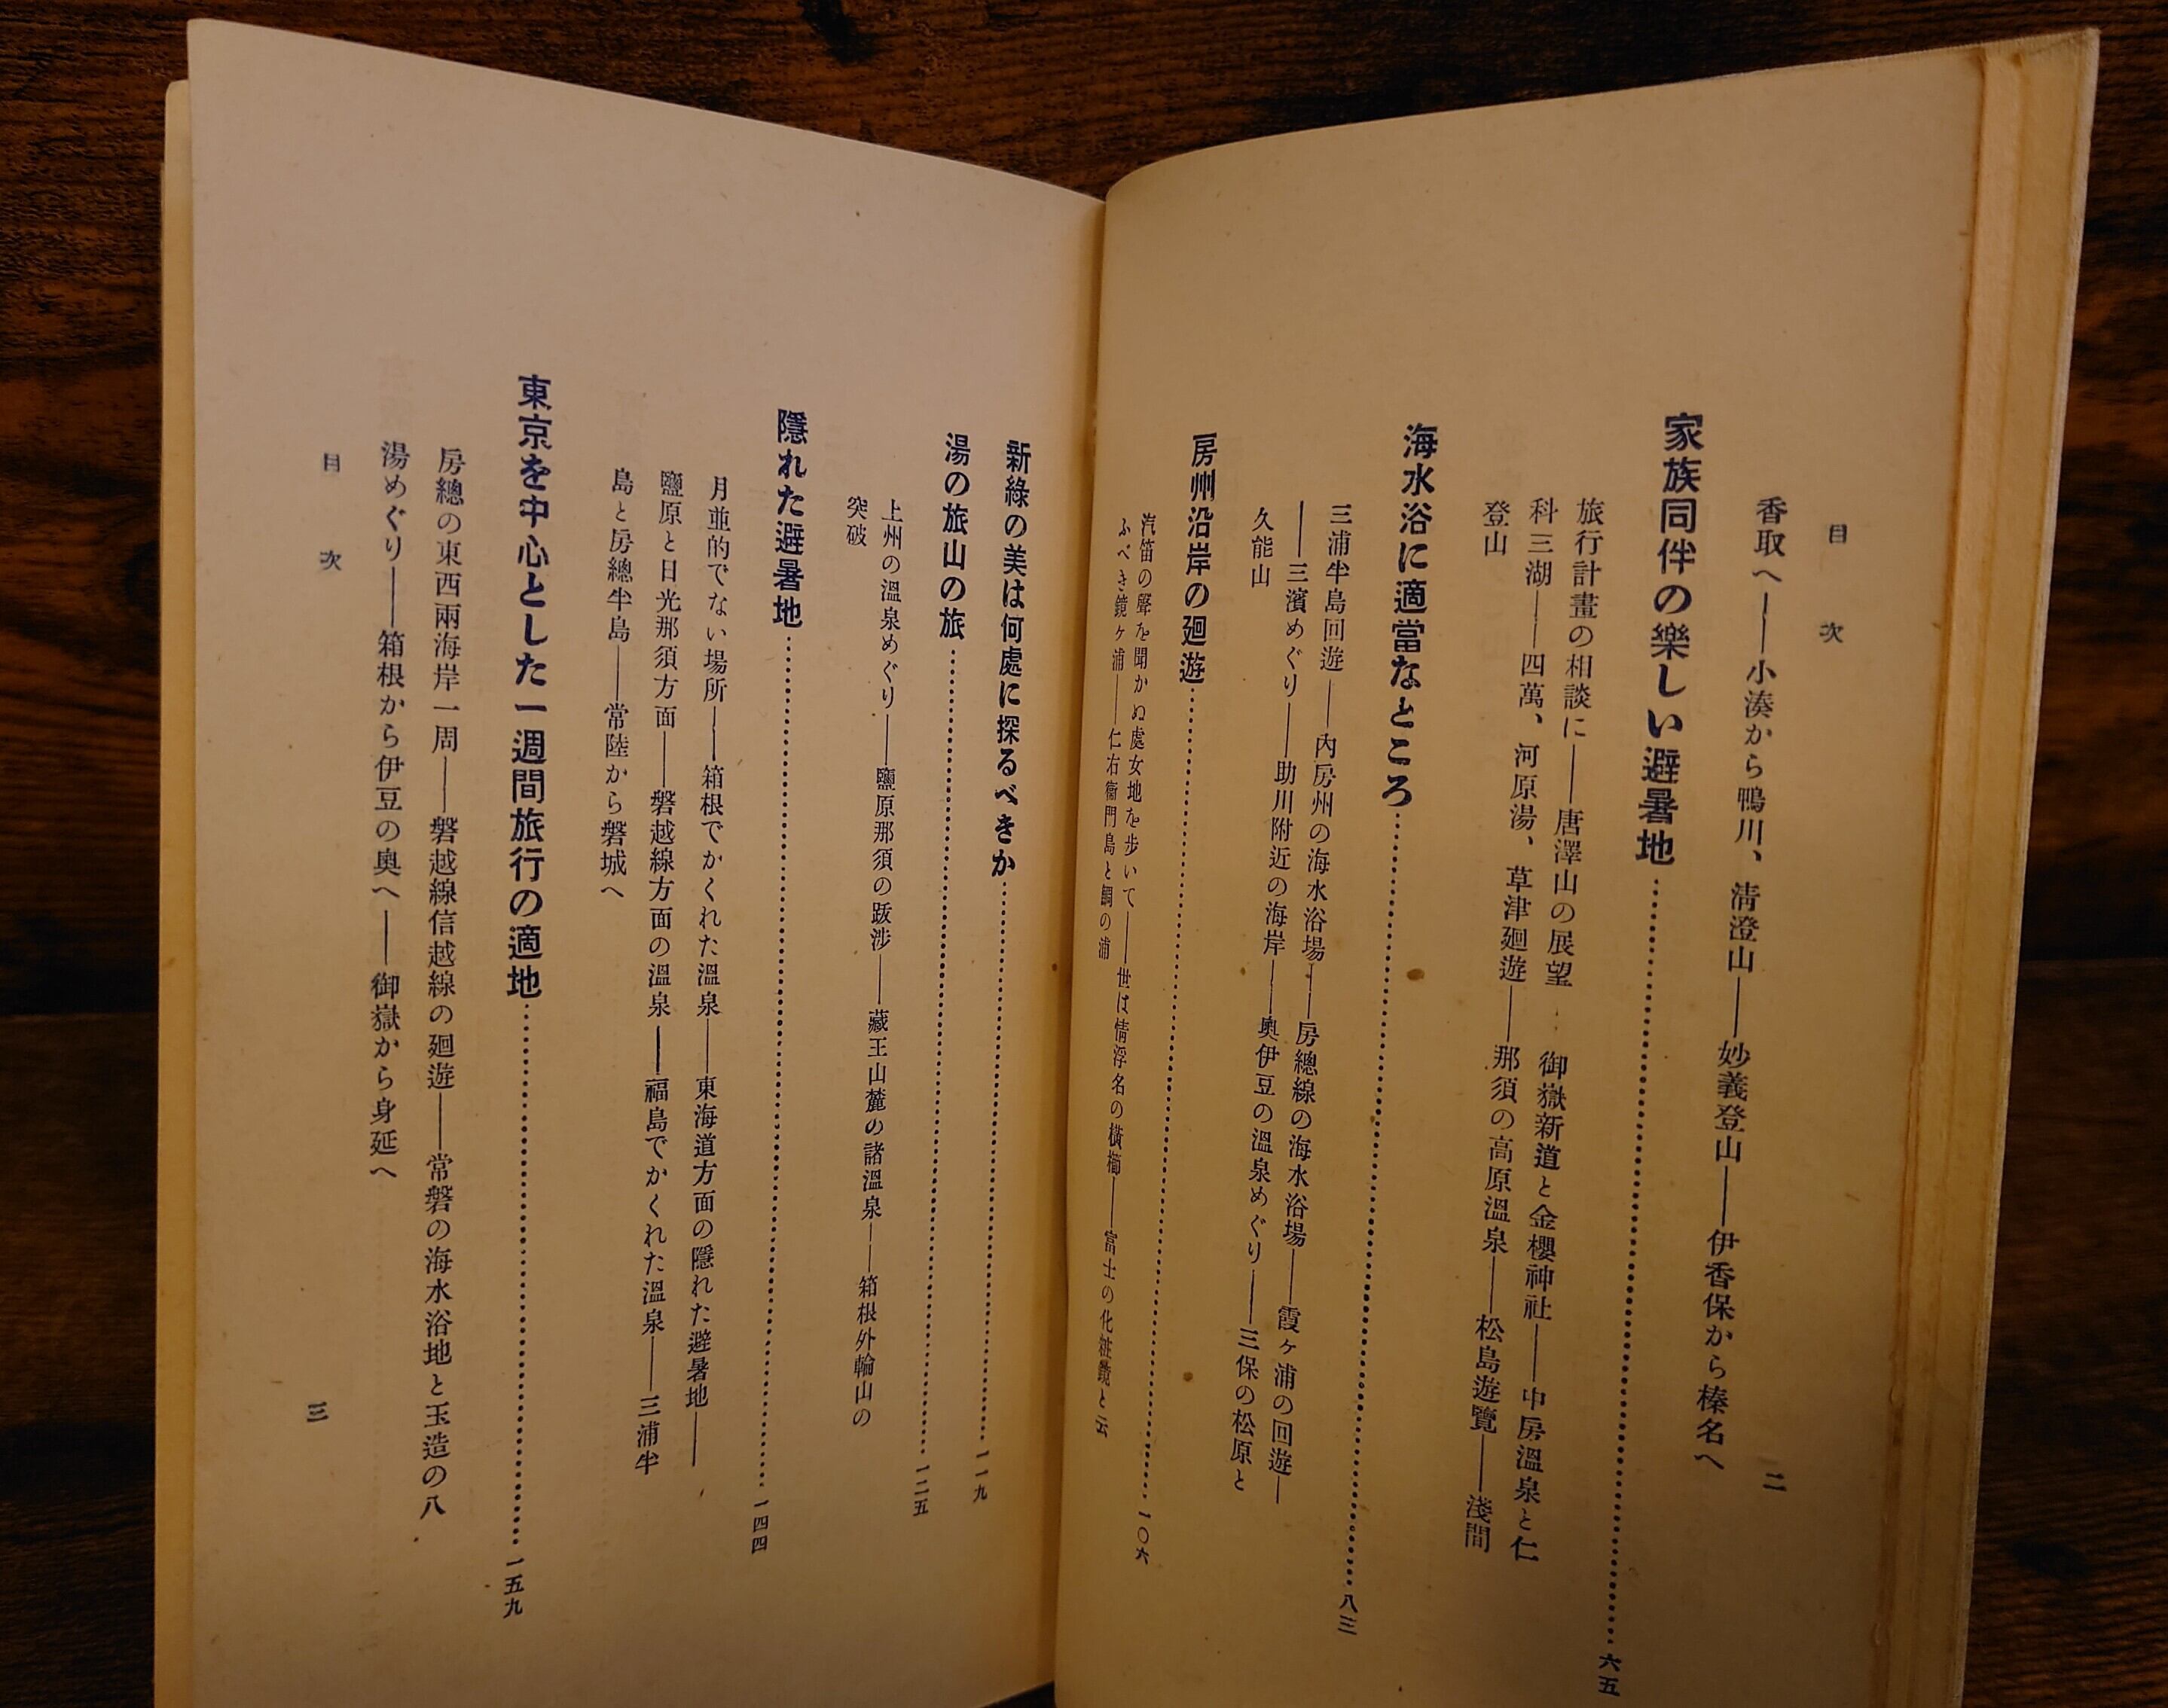 目次
二
香取へ――小湊から鴨川、清澄山――妙義登山――伊香保から榛名へ
家族同伴の樂しい避暑地……六五
旅行計畫の相談に――唐澤山の展望 御嶽新道と金櫻神社――中房溫泉と仁
科三湖――四萬、河原湯、草津廻遊――那須の高原溫泉――松島遊覽――淺間
登山
海水浴に適當なところ……八三
三浦半島回遊――內房州の海水浴場――房總線の海水浴場――霞ヶ浦の回遊―
―三濱めぐり――助川附近の海岸――奧伊豆の溫泉めぐり――三保の松原と
久能山
房州沿岸の廻遊……一〇六
汽笛の聲を聞かぬ處女地を步いて――世は情浮名の橫櫛――富士の化粧鏡と云
ふべき鏡ヶ浦――仁右衞門島と鯛の浦
新綠の美は何處に探るべきか……一一九
湯の旅山の旅……一二五
上州の溫泉めぐり――鹽原那須の跋涉――藏王山麓の諸溫泉――箱根外輪山の
突破
隱れた避暑地……一四四
月並的でない場所――箱根でかくれた溫泉――東海道方面の隱れた避暑地――
鹽原と日光那須方面――磐越線方面の溫泉――福島でかくれた溫泉――三浦半
島と房總半島――常陸から磐城へ
東京を中心とした一週間旅行の適地……一五九
房總の東西兩海岸一周――磐越線信越線の廻遊――常磐の海水浴地と玉造の八
湯めぐり――箱根から伊豆の奧へ――御嶽から身延へ
目次
三